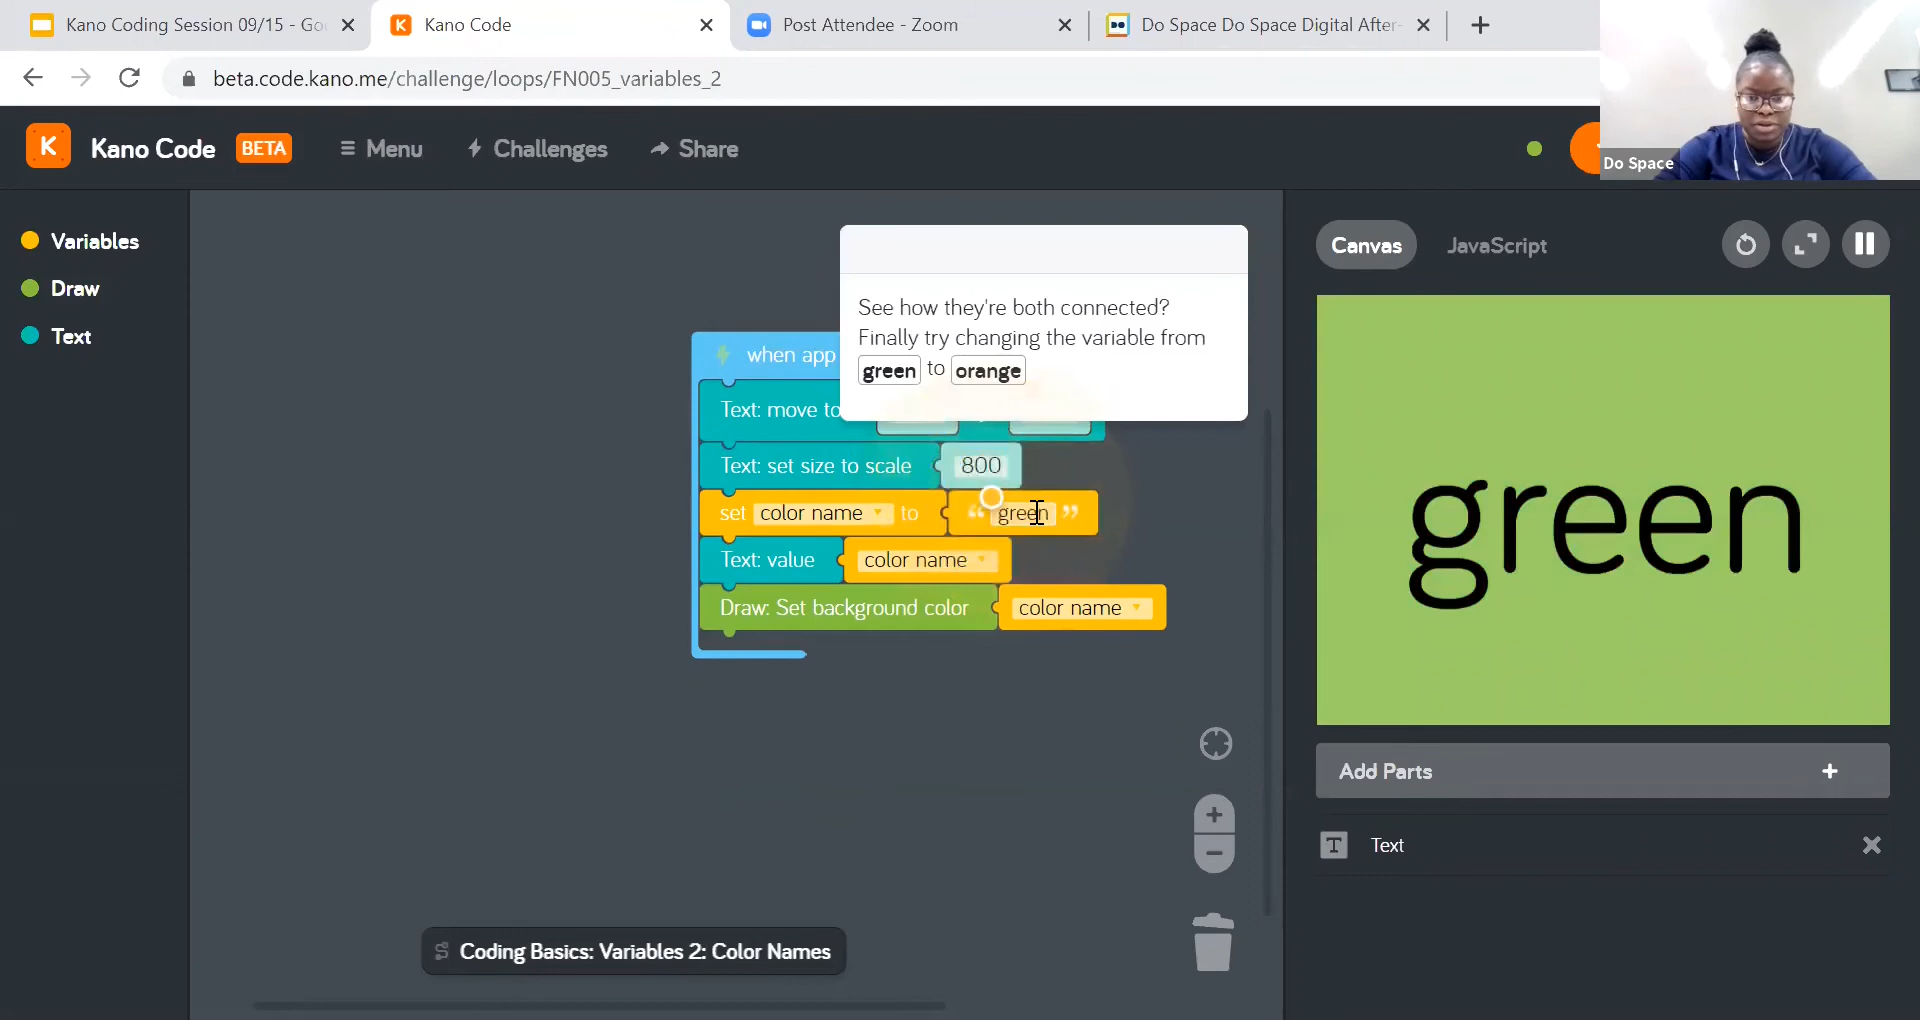 Kano Coding Session 09/15 - Go
Kano Code
Post Attendee - Zoom
Do Space Do Space Digital After-
beta.code.kano.me/challenge/loops/FN005_variables_2
K
Kano Code
BETA
Menu
Challenges
Share
Do Space
Variables
Draw
Text
See how they're both connected?
Finally try changing the variable from
green to orange
when app
Text: move to
Text: set size to scale 800
set color name to “ green ”
Text: value color name
Draw: Set background color color name
Coding Basics: Variables 2: Color Names
Canvas
JavaScript
green
Add Parts +
T Text